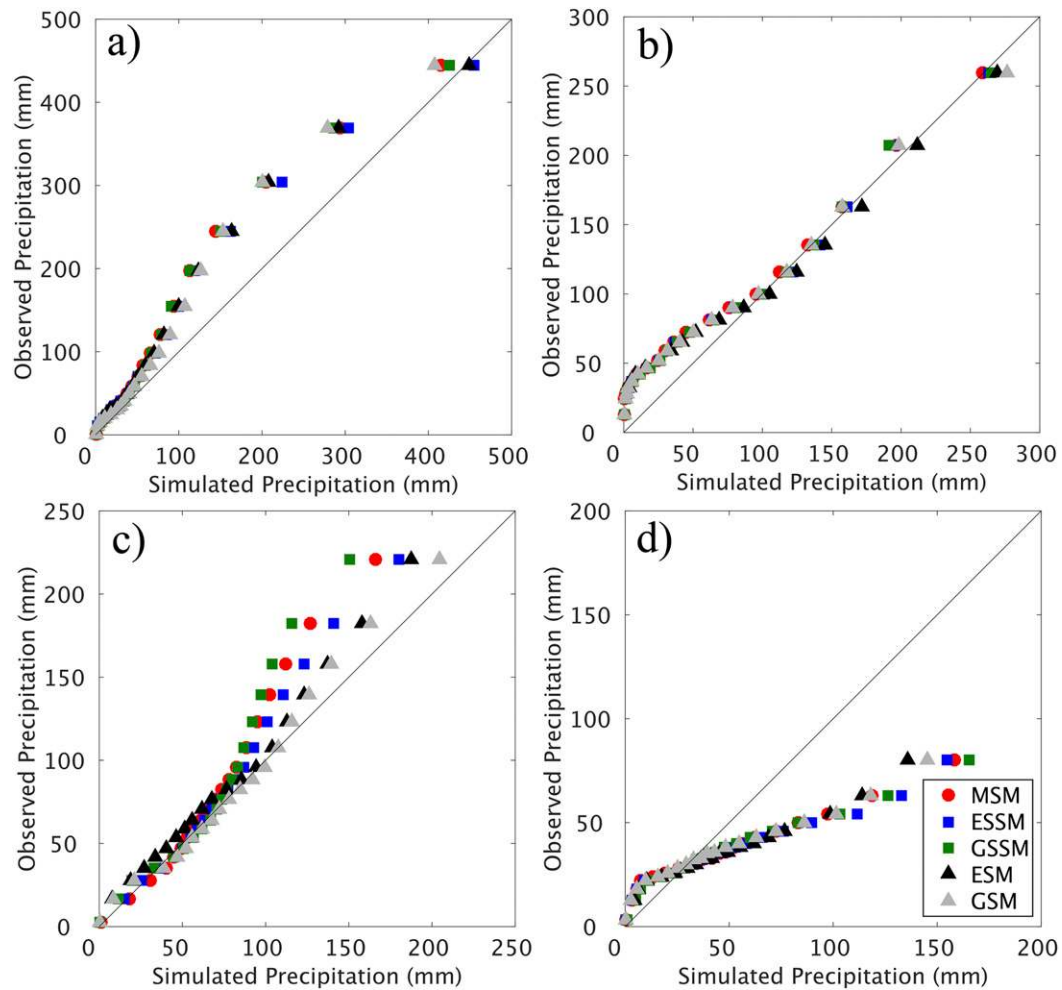 a)
Observed Precipitation (mm)
500
400
300
200
100
0
0 100 200 300 400 500
Simulated Precipitation (mm)
b)
Observed Precipitation (mm)
300
250
200
150
100
50
0
0 50 100 150 200 250 300
Simulated Precipitation (mm)
c)
Observed Precipitation (mm)
250
200
150
100
50
0
0 50 100 150 200 250
Simulated Precipitation (mm)
d)
Observed Precipitation (mm)
200
150
100
50
0
0 50 100 150 200
Simulated Precipitation (mm)
MSM
ESSM
GSSM
ESM
GSM